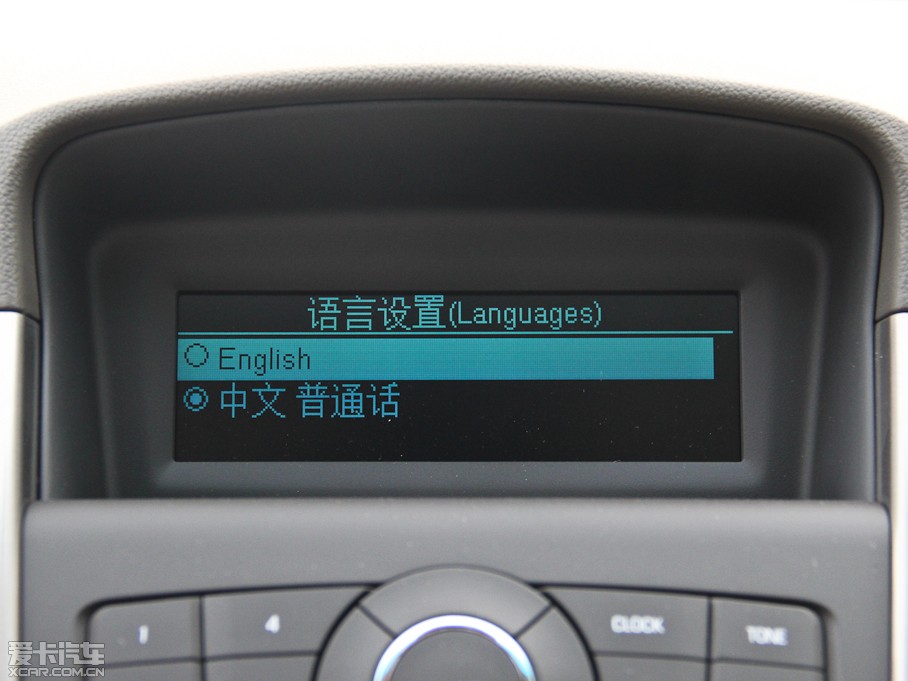 语言设置(Languages)
English
中文 普通话
1
4
CLOCK
TONE
爱卡汽车
XCAR.COM.CN